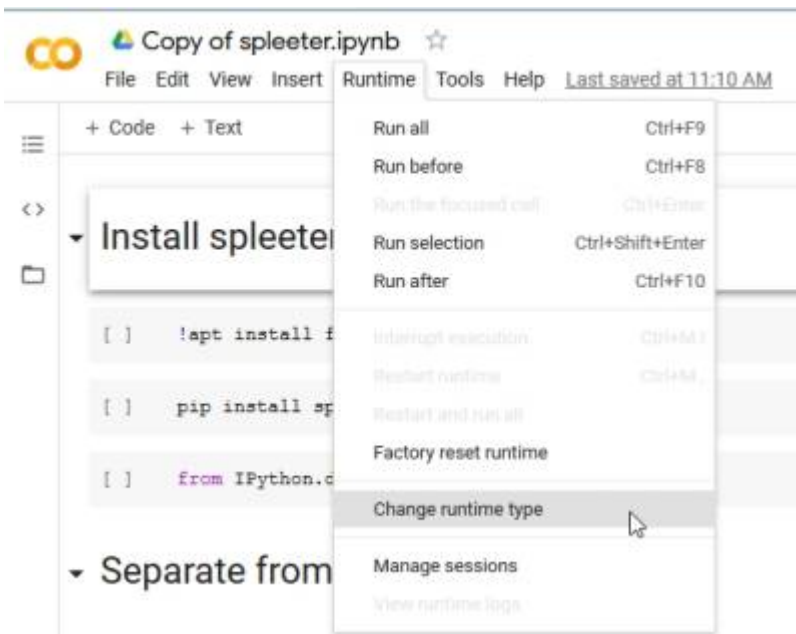 Copy of spleeter.ipynb
File Edit View Insert Runtime Tools Help Last saved at 11:10 AM
+ Code + Text
Run all Ctrl+F9
Run before Ctrl+F8
Run the focused cell Ctrl+Enter
Install spleeter
Run selection Ctrl+Shift+Enter
Run after Ctrl+F10
[ ] !apt install f
Interrupt execution Ctrl+M I
Restart runtime Ctrl+M .
[ ] pip install sp
Restart and run all
Factory reset runtime
[ ] from IPython.d
Change runtime type
Separate from
Manage sessions
View runtime logs